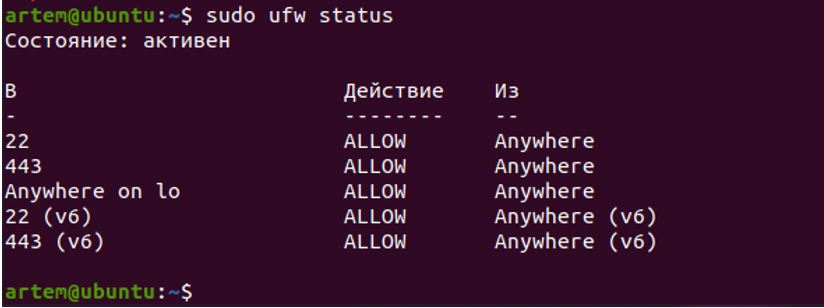 artem@ubuntu:~$ sudo ufw status
Состояние: активен
В Действие Из
- -------- --
22 ALLOW Anywhere
443 ALLOW Anywhere
Anywhere on lo ALLOW Anywhere
22 (v6) ALLOW Anywhere (v6)
443 (v6) ALLOW Anywhere (v6)
artem@ubuntu:~$